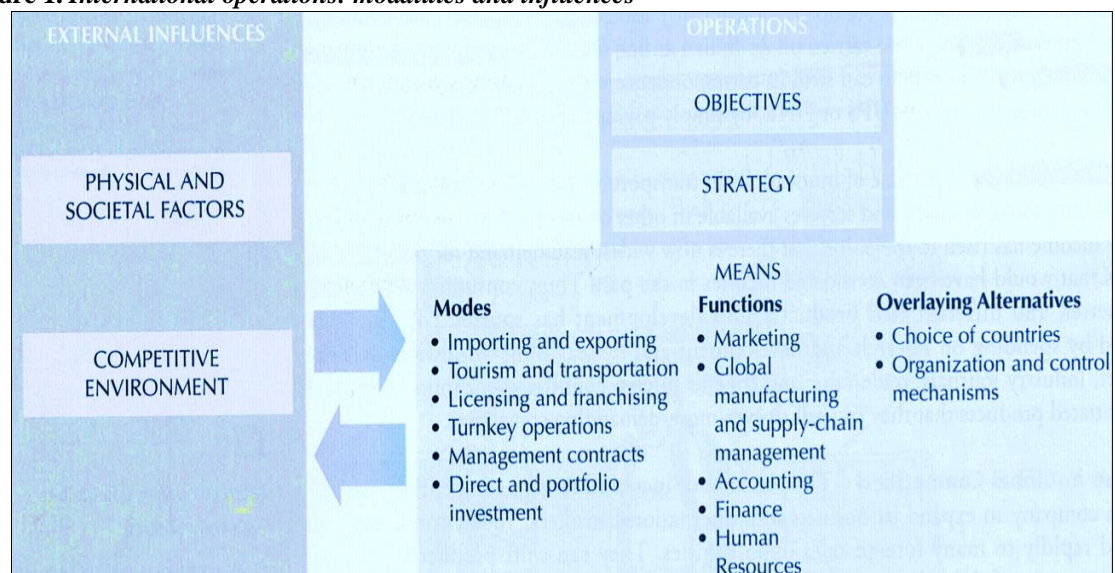 International operations: modalities and influences
EXTERNAL INFLUENCES
PHYSICAL AND
SOCIETAL FACTORS
COMPETITIVE
ENVIRONMENT
OPERATIONS
OBJECTIVES
STRATEGY
MEANS
Modes
• Importing and exporting
• Tourism and transportation
• Licensing and franchising
• Turnkey operations
• Management contracts
• Direct and portfolio
investment
Functions
• Marketing
• Global
manufacturing
and supply-chain
management
• Accounting
• Finance
• Human
Resources
Overlaying Alternatives
• Choice of countries
• Organization and control
mechanisms